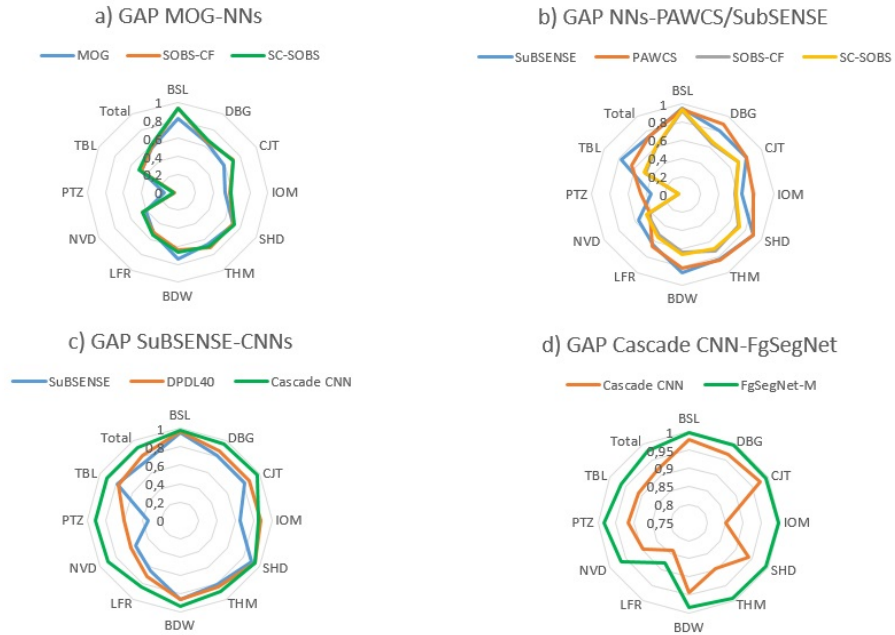 a) GAP MOG-NNs
MOG SOBS-CF SC-SOBS
BSL
Total
1
DBG
0,8
TBL
0,6
CJT
0,4
0,2
PTZ
0
IOM
NVD
SHD
LFR
THM
BDW
b) GAP NNs-PAWCS/SubSENSE
SuBSENSE PAWCS SOBS-CF SC-SOBS
BSL
Total
1
DBG
0,8
TBL
0,6
CJT
0,4
0,2
PTZ
0
IOM
NVD
SHD
LFR
THM
BDW
c) GAP SuBSENSE-CNNs
SuBSENSE DPDL40 Cascade CNN
BSL
Total
1
DBG
0,8
TBL
0,6
CJT
0,4
0,2
PTZ
0
IOM
NVD
SHD
LFR
THM
BDW
d) GAP Cascade CNN-FgSegNet
Cascade CNN FgSegNet-M
BSL
Total
1
DBG
0,95
TBL
0,9
CJT
0,85
0,8
PTZ
0,75
IOM
NVD
SHD
LFR
THM
BDW